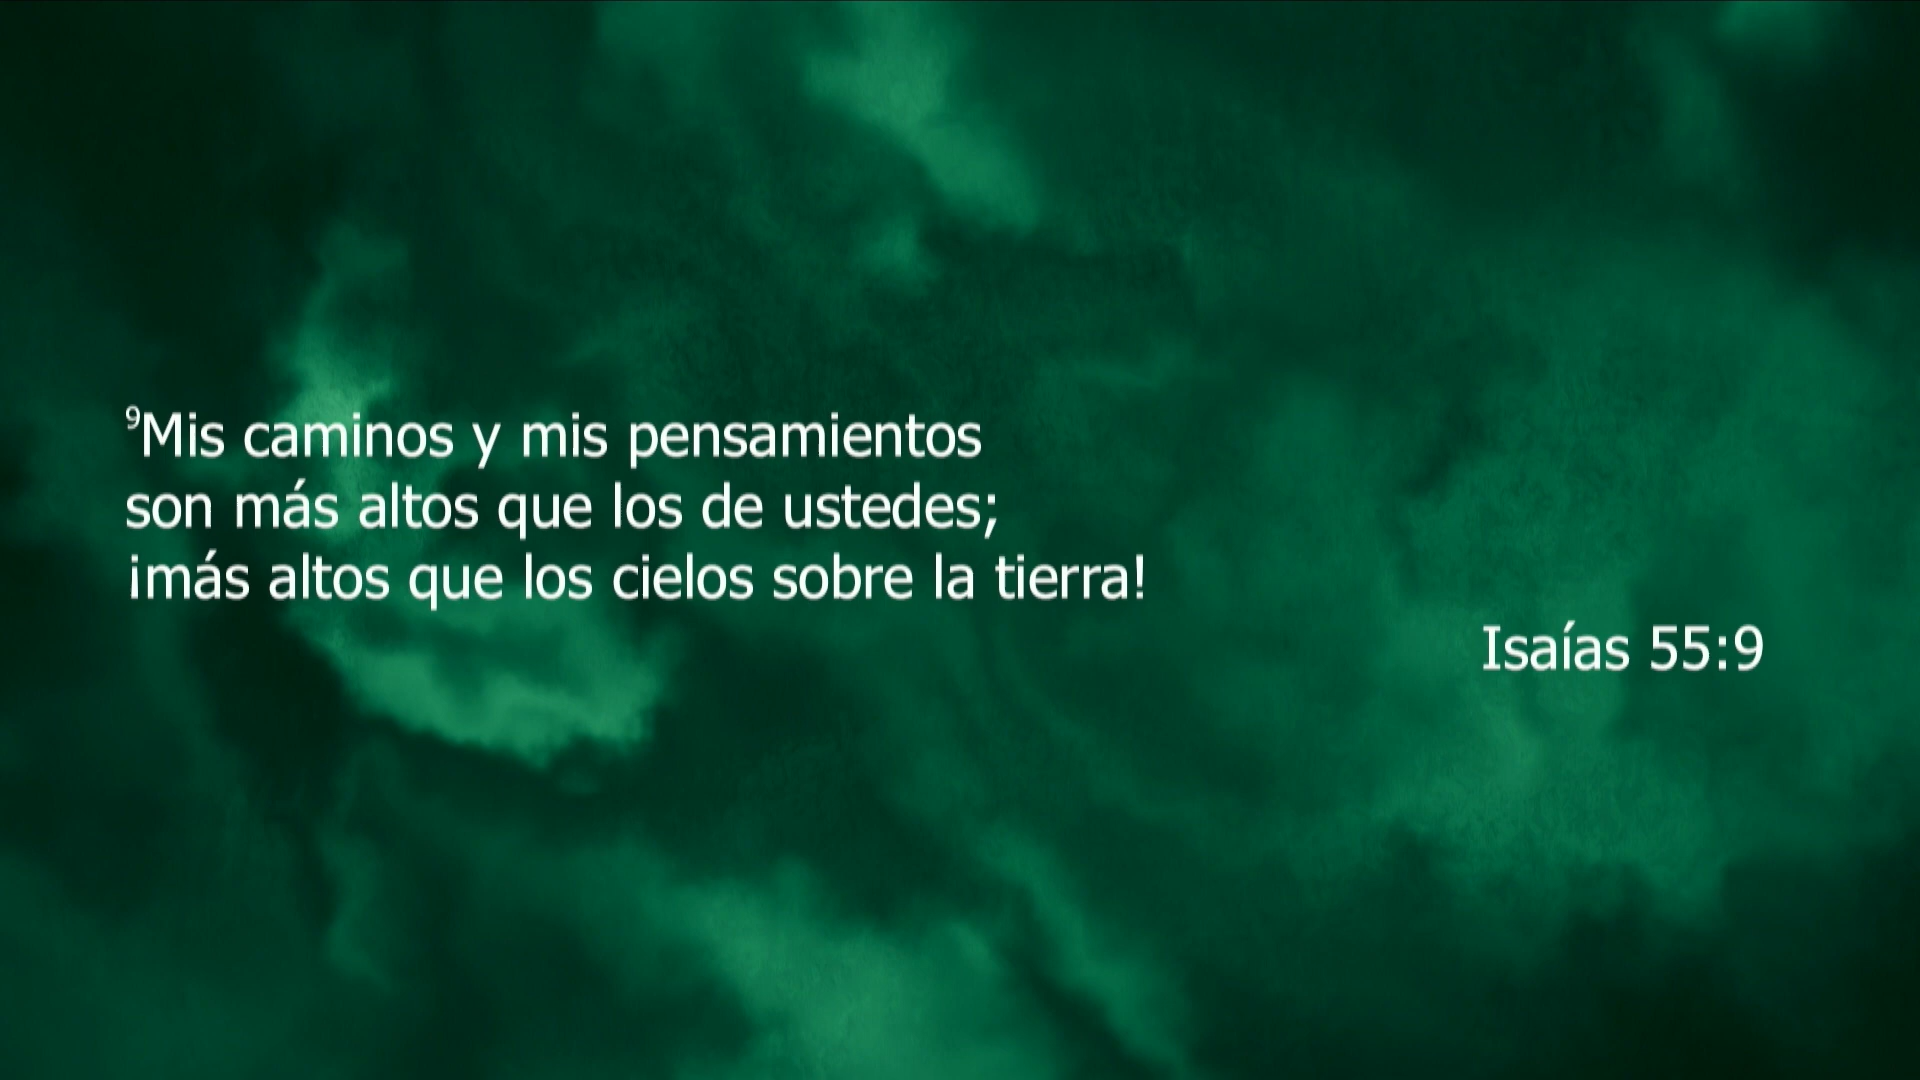 ⁹Mis caminos y mis pensamientos
son más altos que los de ustedes;
¡más altos que los cielos sobre la tierra!
Isaías 55:9